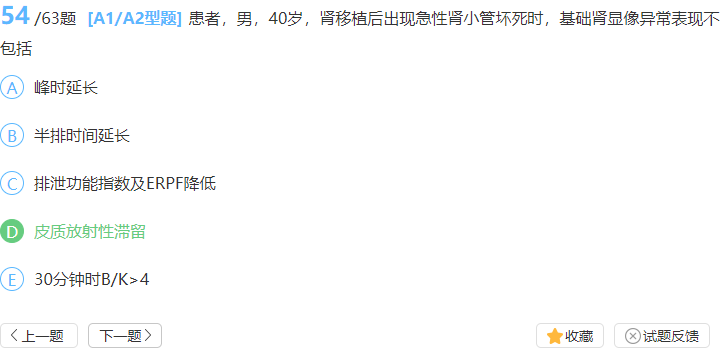 54 /63题 [A1/A2型题] 患者，男，40岁，肾移植后出现急性肾小管坏死时，基础肾显像异常表现不
包括
A 峰时延长
B 半排时间延长
C 排泄功能指数及ERPF降低
D 皮质放射性滞留
E 30分钟时B/K>4
上一题 下一题 收藏 试题反馈